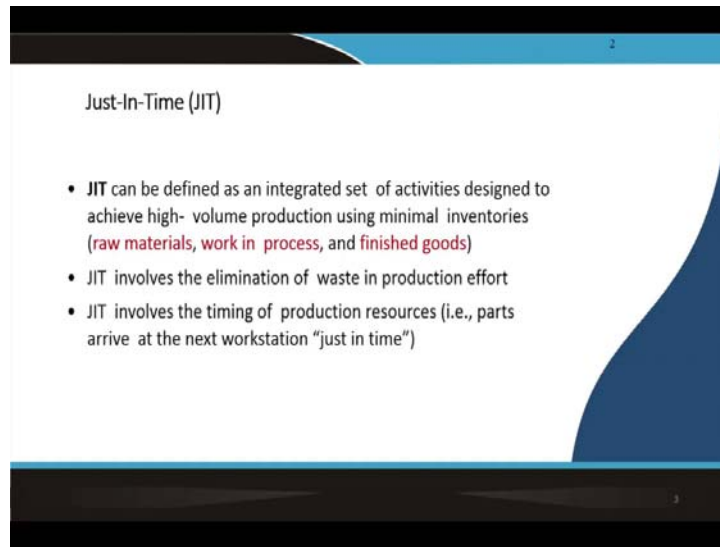 2
Just-In-Time (JIT)
• JIT can be defined as an integrated set of activities designed to
achieve high- volume production using minimal inventories
(raw materials, work in process, and finished goods)
• JIT involves the elimination of waste in production effort
• JIT involves the timing of production resources (i.e., parts
arrive at the next workstation “just in time”)
3